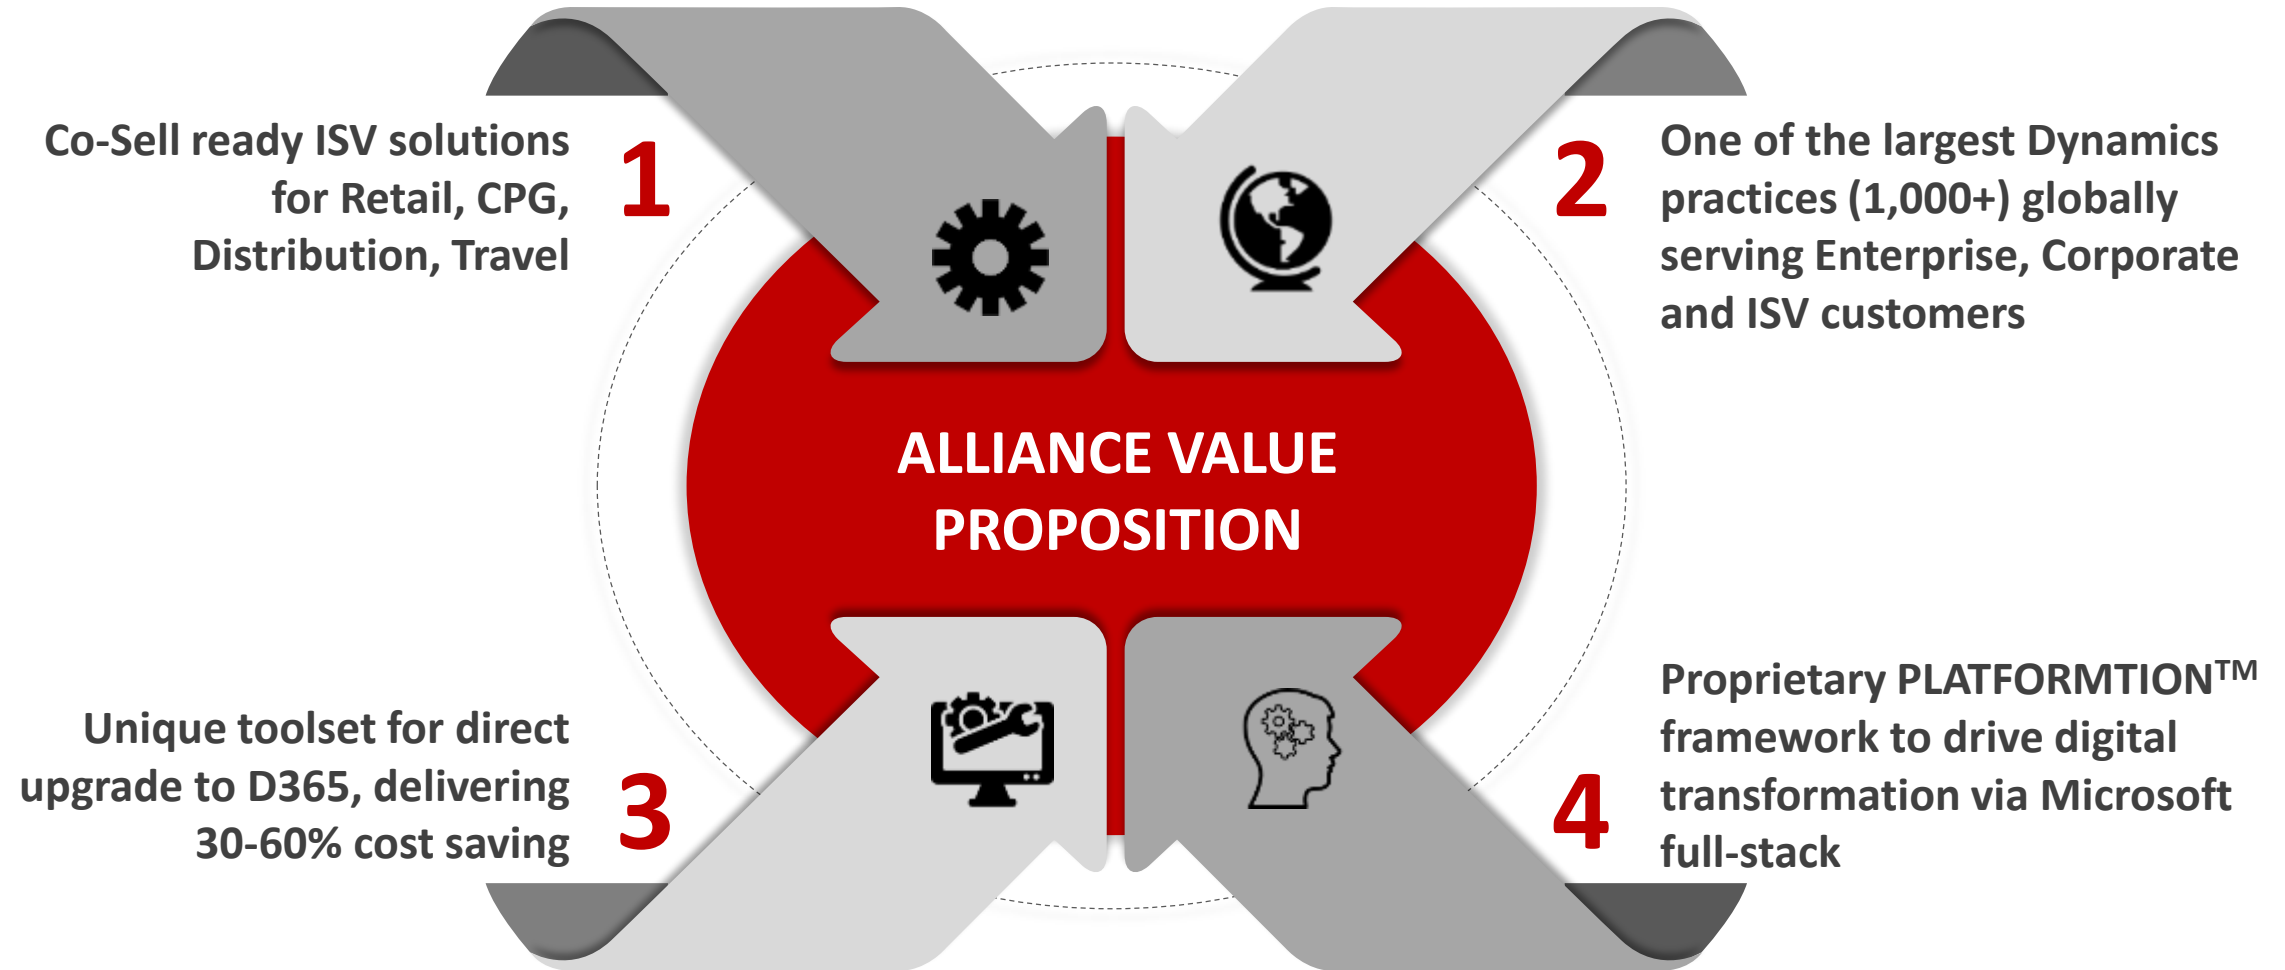 1
Co-Sell ready ISV solutions
for Retail, CPG,
Distribution, Travel
2
One of the largest Dynamics
practices (1,000+) globally
serving Enterprise, Corporate
and ISV customers
ALLIANCE VALUE
PROPOSITION
3
Unique toolset for direct
upgrade to D365, delivering
30-60% cost saving
4
Proprietary PLATFORMTION™
framework to drive digital
transformation via Microsoft
full-stack